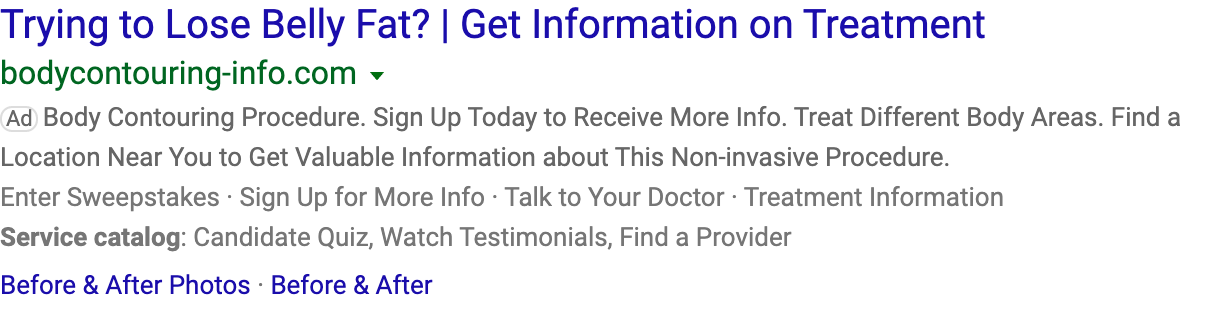 Trying to Lose Belly Fat? | Get Information on Treatment
bodycontouring-info.com
Ad Body Contouring Procedure. Sign Up Today to Receive More Info. Treat Different Body Areas. Find a
Location Near You to Get Valuable Information about This Non-invasive Procedure.
Enter Sweepstakes · Sign Up for More Info · Talk to Your Doctor · Treatment Information
Service catalog: Candidate Quiz, Watch Testimonials, Find a Provider
Before & After Photos · Before & After